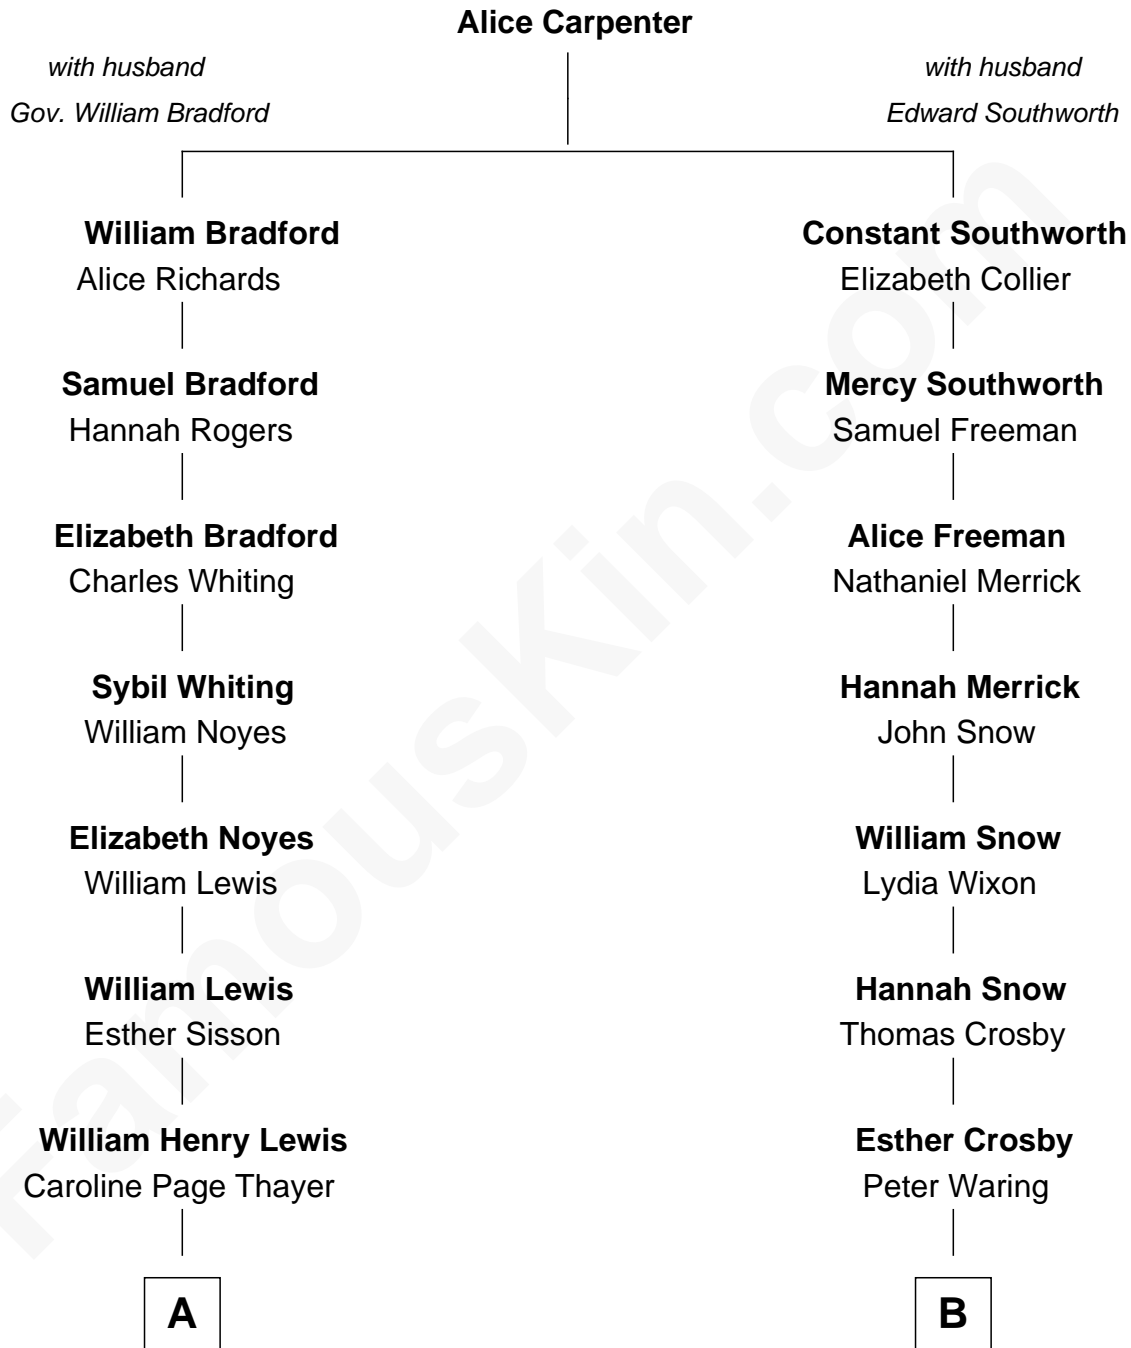 Alice Carpenter
with husband
Gov. William Bradford
with husband
Edward Southworth
William Bradford
Alice Richards
Constant Southworth
Elizabeth Collier
Samuel Bradford
Hannah Rogers
Mercy Southworth
Samuel Freeman
Elizabeth Bradford
Charles Whiting
Alice Freeman
Nathaniel Merrick
Sybil Whiting
William Noyes
Hannah Merrick
John Snow
Elizabeth Noyes
William Lewis
William Snow
Lydia Wixon
William Lewis
Esther Sisson
Hannah Snow
Thomas Crosby
William Henry Lewis
Caroline Page Thayer
Esther Crosby
Peter Waring
A
B
FamousKin.com